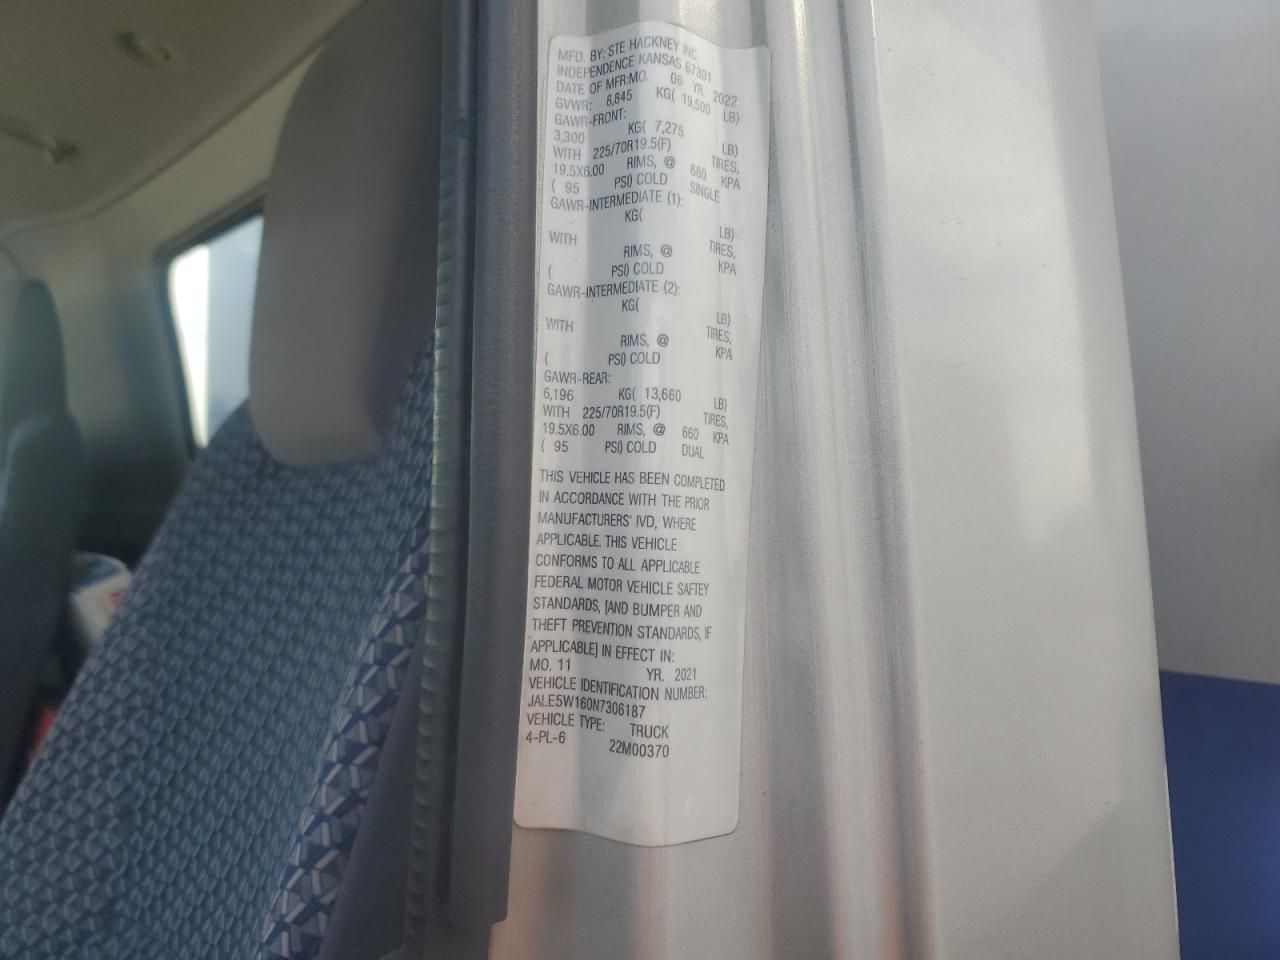 MFD. BY: STE HACKNEY INC.
INDEPENDENCE KANSAS 67301
DATE OF MFR:MO. 06 YR. 2022
GVWR: 8,845 KG( 19,500 LB)
GAWR-FRONT:
3,300 KG( 7,275 LB)
WITH 225/70R19.5(F) TIRES,
19.5X6.00 RIMS, @ 660 KPA
( 95 PSI) COLD SINGLE
GAWR-INTERMEDIATE (1):
KG( LB)
WITH TIRES,
RIMS, @ KPA
( PSI) COLD
GAWR-INTERMEDIATE (2):
KG( LB)
WITH TIRES,
RIMS, @ KPA
( PSI) COLD
GAWR-REAR:
6,196 KG( 13,660 LB)
WITH 225/70R19.5(F) TIRES,
19.5X6.00 RIMS, @ 660 KPA
( 95 PSI) COLD DUAL
THIS VEHICLE HAS BEEN COMPLETED
IN ACCORDANCE WITH THE PRIOR
MANUFACTURERS' IVD, WHERE
APPLICABLE. THIS VEHICLE
CONFORMS TO ALL APPLICABLE
FEDERAL MOTOR VEHICLE SAFTEY
STANDARDS, [AND BUMPER AND
THEFT PREVENTION STANDARDS, IF
APPLICABLE] IN EFFECT IN:
MO. 11 YR. 2021
VEHICLE IDENTIFICATION NUMBER:
JALE5W160N7306187
VEHICLE TYPE: TRUCK
4-PL-6 22M00370